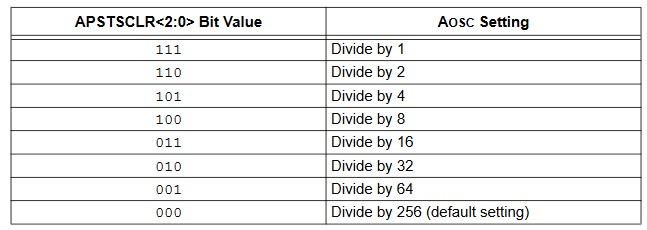 APSTSCLR<2:0> Bit Value AOSC Setting
111 Divide by 1
110 Divide by 2
101 Divide by 4
100 Divide by 8
011 Divide by 16
010 Divide by 32
001 Divide by 64
000 Divide by 256 (default setting)